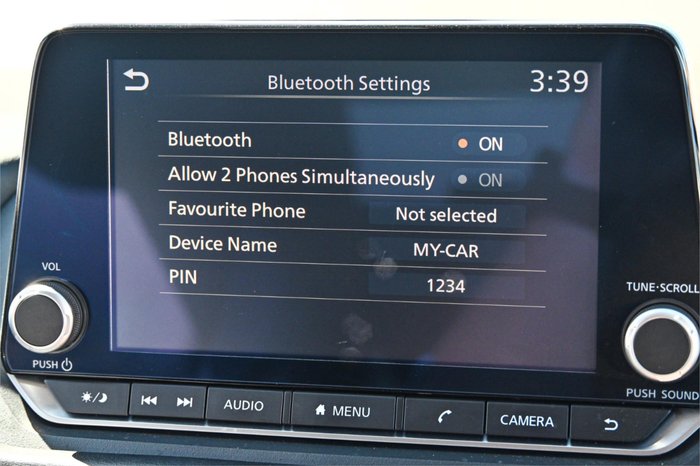 Bluetooth Settings 3:39
Bluetooth ON
Allow 2 Phones Simultaneously ON
Favourite Phone Not selected
Device Name MY-CAR
PIN 1234
VOL
TUNE·SCROLL
PUSH
PUSH SOUND
AUDIO MENU CAMERA